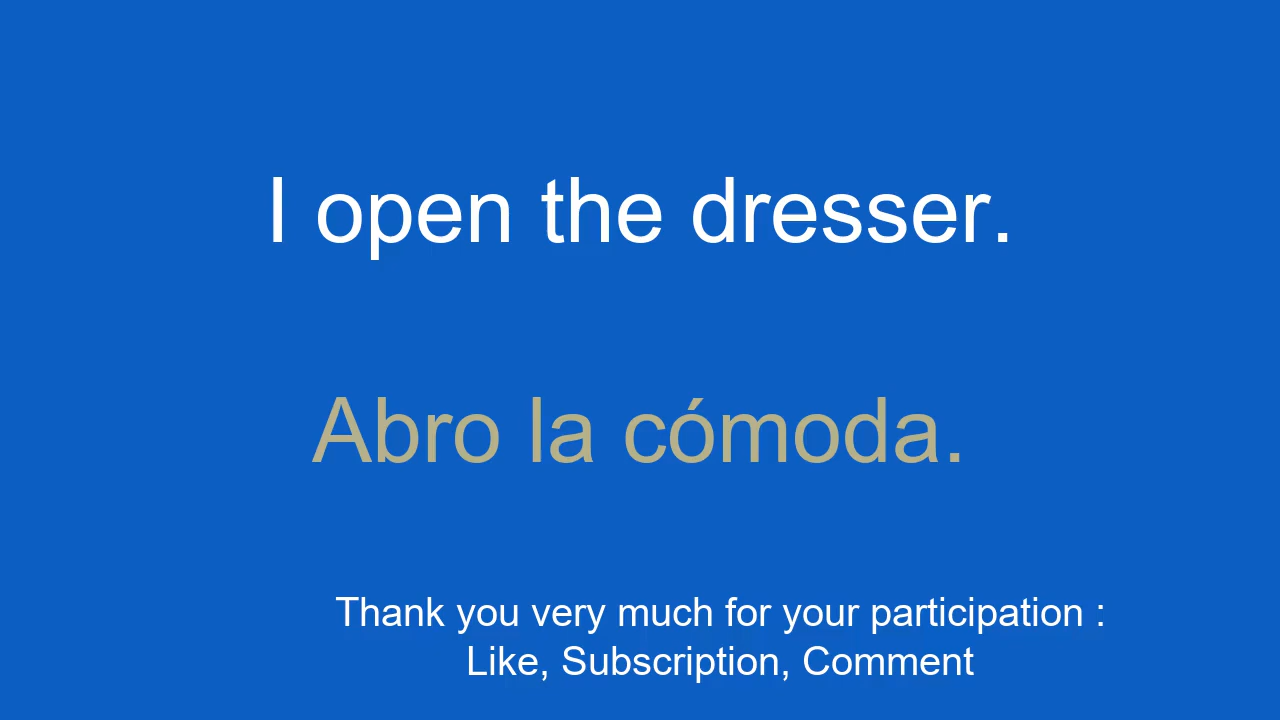 I open the dresser.
Abro la cómoda.
Thank you very much for your participation :
Like, Subscription, Comment